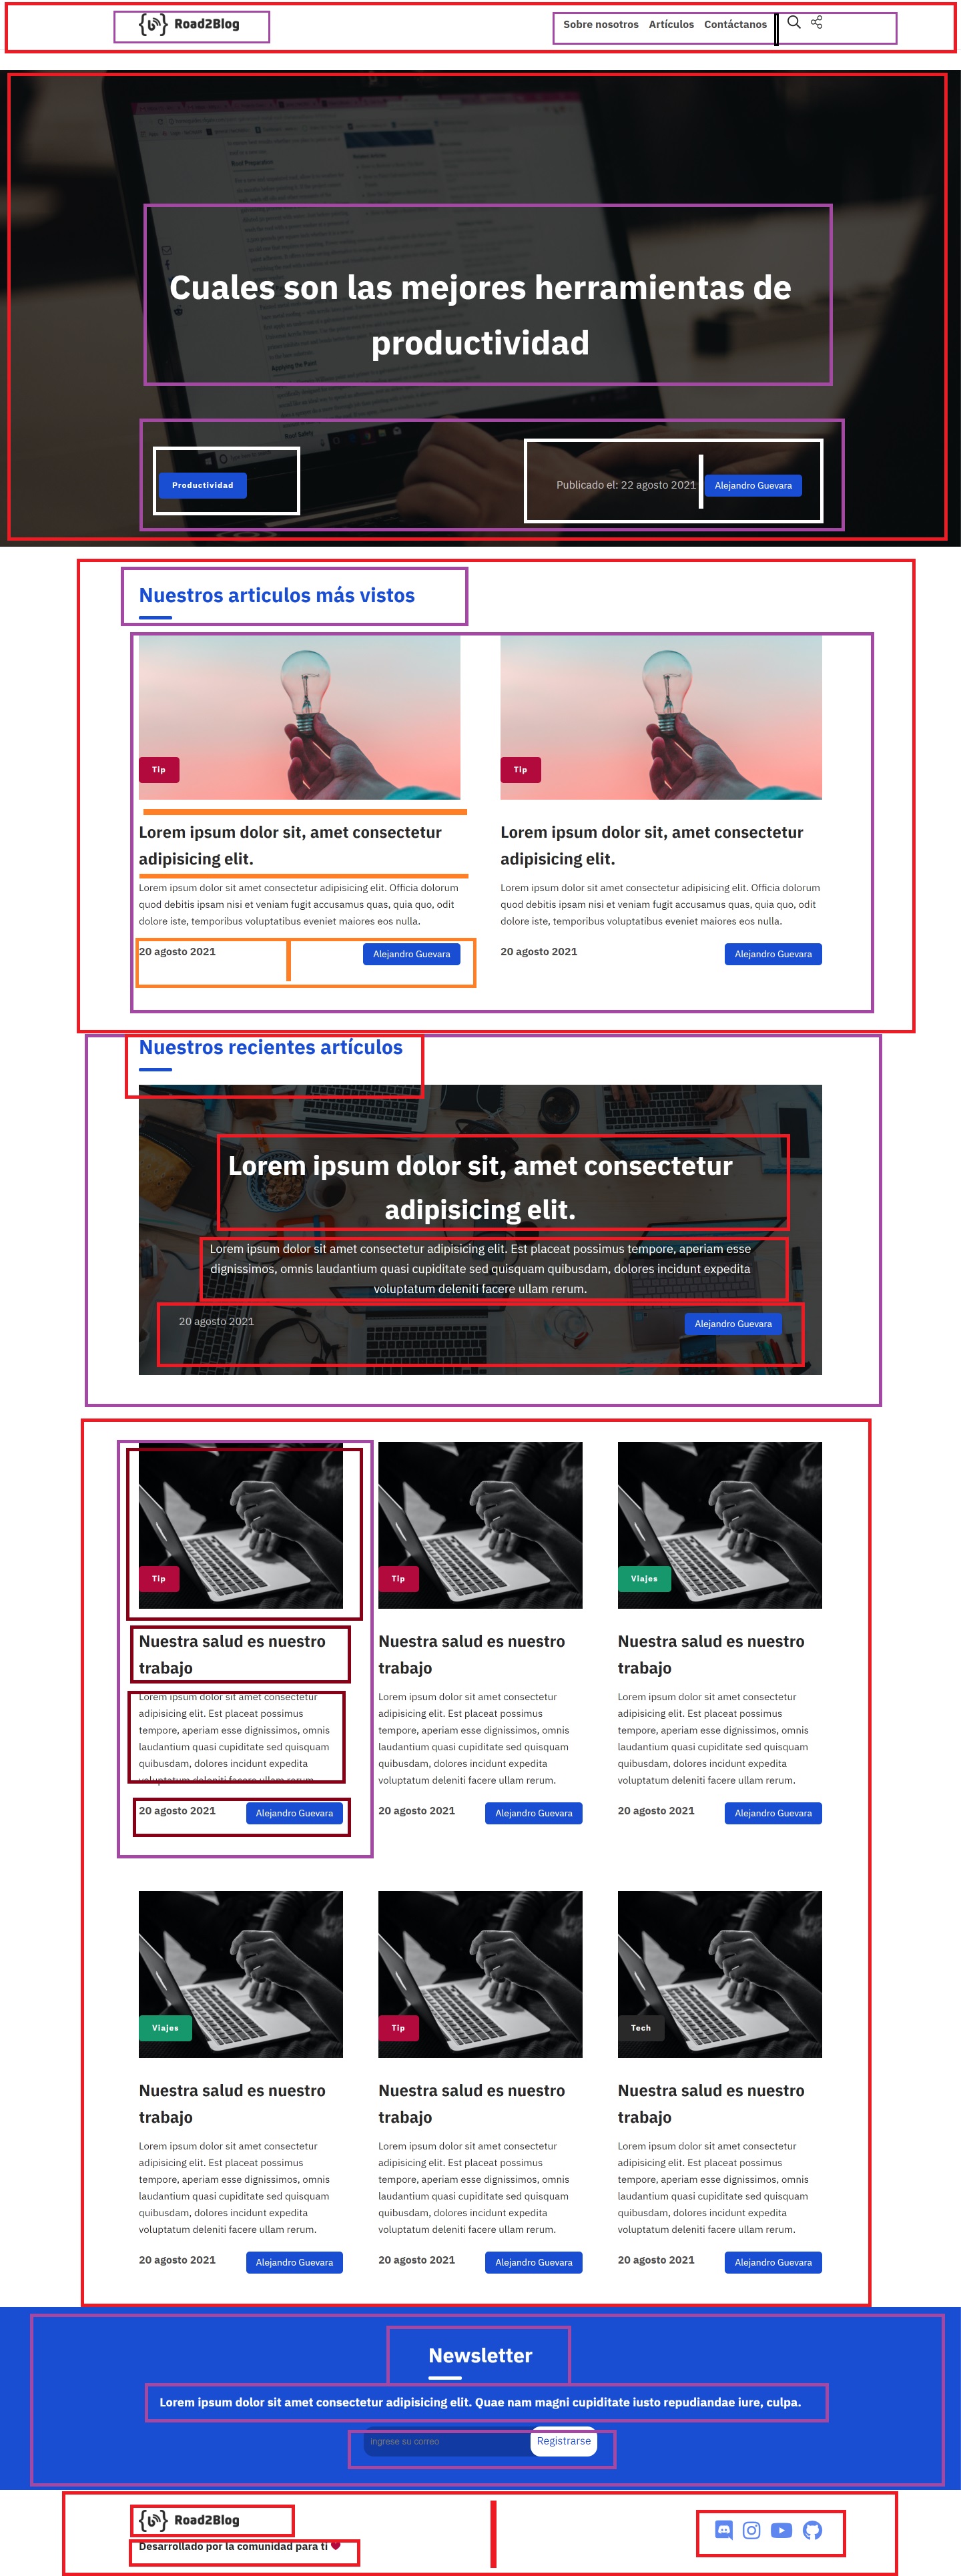 Road2Blog
Sobre nosotros Artículos Contáctanos
Cuales son las mejores herramientas de
productividad
Productividad
Publicado el: 22 agosto 2021 Alejandro Guevara
Nuestros articulos más vistos
Tip
Lorem ipsum dolor sit, amet consectetur
adipisicing elit.
Lorem ipsum dolor sit amet consectetur adipisicing elit. Officia dolorum
quod debitis ipsam nisi et veniam fugit accusamus quas, quia quo, odit
dolore iste, temporibus voluptatibus eveniet maiores eos nulla.
20 agosto 2021 Alejandro Guevara
Tip
Lorem ipsum dolor sit, amet consectetur
adipisicing elit.
Lorem ipsum dolor sit amet consectetur adipisicing elit. Officia dolorum
quod debitis ipsam nisi et veniam fugit accusamus quas, quia quo, odit
dolore iste, temporibus voluptatibus eveniet maiores eos nulla.
20 agosto 2021 Alejandro Guevara
Nuestros recientes artículos
Lorem ipsum dolor sit, amet consectetur
adipisicing elit.
Lorem ipsum dolor sit amet consectetur adipisicing elit. Est placeat possimus tempore, aperiam esse
dignissimos, omnis laudantium quasi cupiditate sed quisquam quibusdam, dolores incidunt expedita
voluptatum deleniti facere ullam rerum.
20 agosto 2021 Alejandro Guevara
Tip
Nuestra salud es nuestro
trabajo
Lorem ipsum dolor sit amet consectetur
adipisicing elit. Est placeat possimus
tempore, aperiam esse dignissimos, omnis
laudantium quasi cupiditate sed quisquam
quibusdam, dolores incidunt expedita
voluptatum deleniti facere ullam rerum.
20 agosto 2021 Alejandro Guevara
Tip
Nuestra salud es nuestro
trabajo
Lorem ipsum dolor sit amet consectetur
adipisicing elit. Est placeat possimus
tempore, aperiam esse dignissimos, omnis
laudantium quasi cupiditate sed quisquam
quibusdam, dolores incidunt expedita
voluptatum deleniti facere ullam rerum.
20 agosto 2021 Alejandro Guevara
Viajes
Nuestra salud es nuestro
trabajo
Lorem ipsum dolor sit amet consectetur
adipisicing elit. Est placeat possimus
tempore, aperiam esse dignissimos, omnis
laudantium quasi cupiditate sed quisquam
quibusdam, dolores incidunt expedita
voluptatum deleniti facere ullam rerum.
20 agosto 2021 Alejandro Guevara
Viajes
Nuestra salud es nuestro
trabajo
Lorem ipsum dolor sit amet consectetur
adipisicing elit. Est placeat possimus
tempore, aperiam esse dignissimos, omnis
laudantium quasi cupiditate sed quisquam
quibusdam, dolores incidunt expedita
voluptatum deleniti facere ullam rerum.
20 agosto 2021 Alejandro Guevara
Tip
Nuestra salud es nuestro
trabajo
Lorem ipsum dolor sit amet consectetur
adipisicing elit. Est placeat possimus
tempore, aperiam esse dignissimos, omnis
laudantium quasi cupiditate sed quisquam
quibusdam, dolores incidunt expedita
voluptatum deleniti facere ullam rerum.
20 agosto 2021 Alejandro Guevara
Tech
Nuestra salud es nuestro
trabajo
Lorem ipsum dolor sit amet consectetur
adipisicing elit. Est placeat possimus
tempore, aperiam esse dignissimos, omnis
laudantium quasi cupiditate sed quisquam
quibusdam, dolores incidunt expedita
voluptatum deleniti facere ullam rerum.
20 agosto 2021 Alejandro Guevara
Newsletter
Lorem ipsum dolor sit amet consectetur adipisicing elit. Quae nam magni cupiditate iusto repudiandae iure, culpa.
Ingrese su correo Registrarse
Road2Blog
Desarrollado por la comunidad para ti